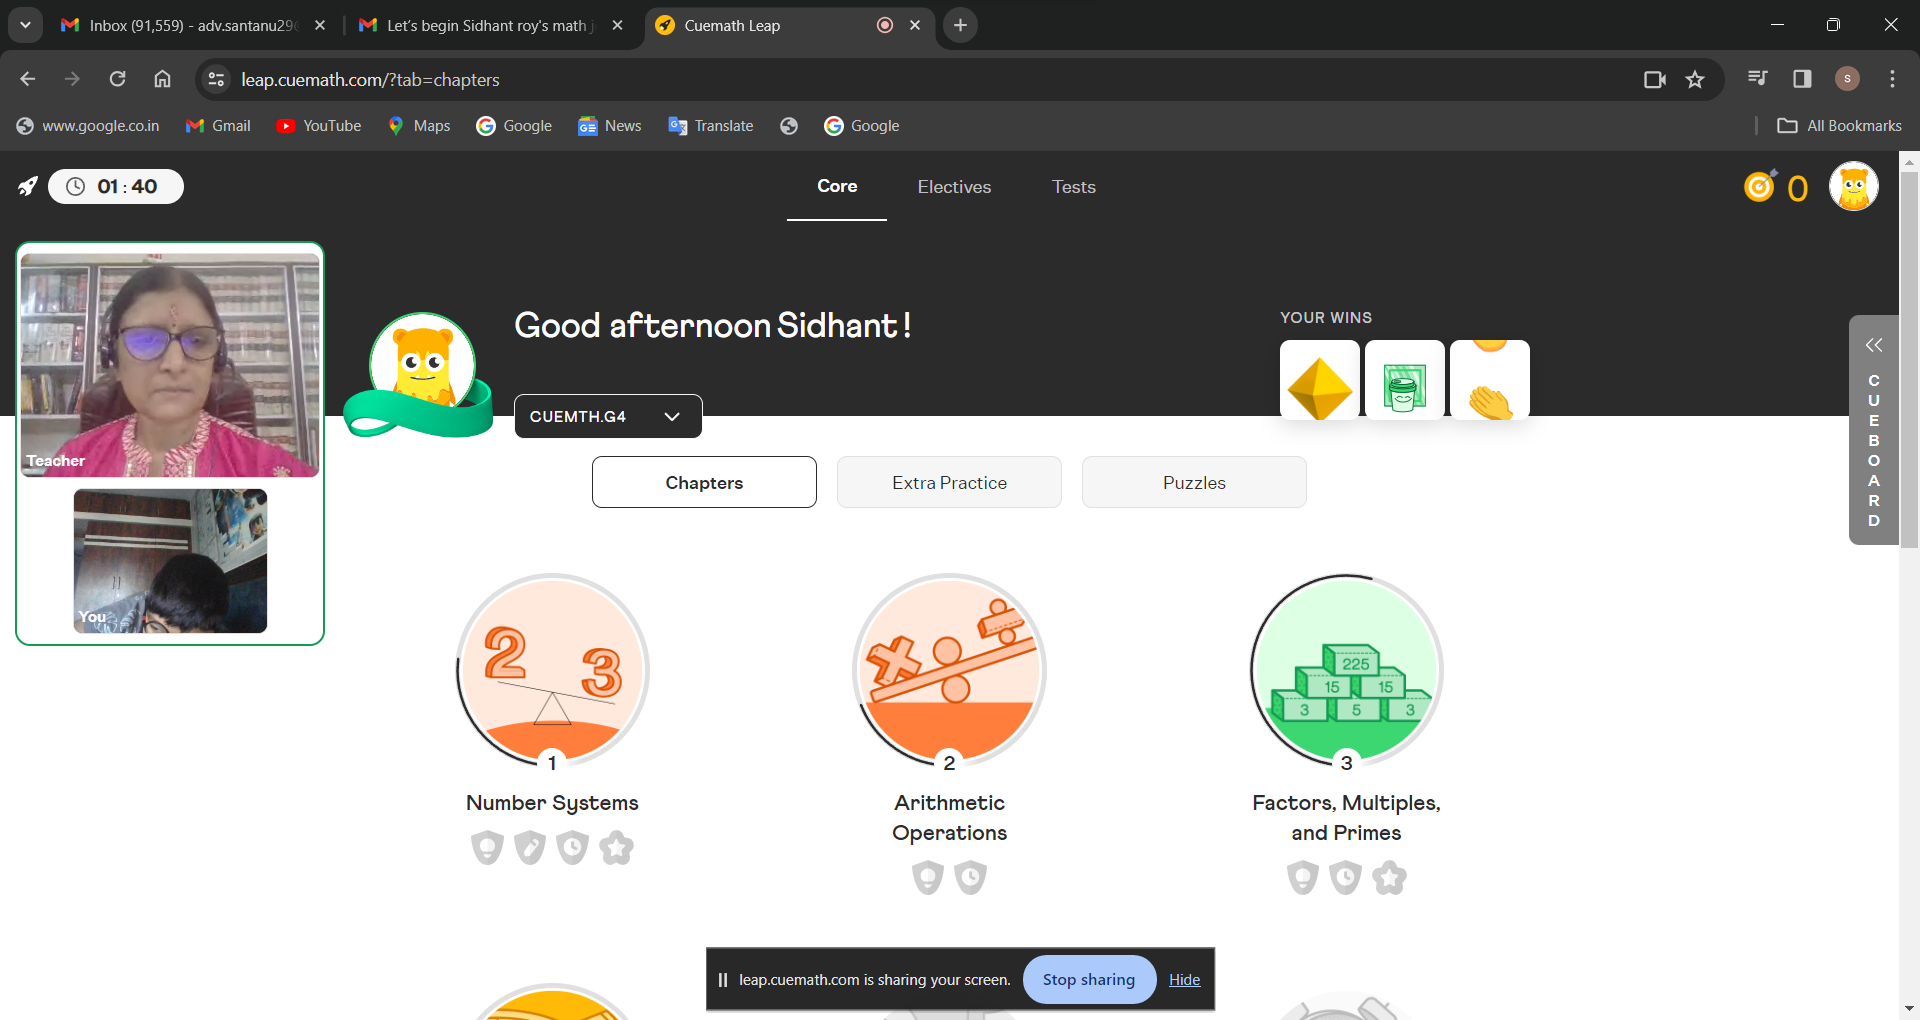 Inbox (91,559) - adv.santanu29
Let's begin Sidhant roy's math j
Cuemath Leap
leap.cuemath.com/?tab=chapters
S
www.google.co.in
Gmail
YouTube
Maps
Google
News
Translate
Google
All Bookmarks
01 : 40
Core
Electives
Tests
0
Teacher
You
Good afternoon Sidhant!
CUEMTH.G4
YOUR WINS
CUEBOARD
Chapters
Extra Practice
Puzzles
2
3
225
15 15
3 5 3
1
2
3
Number Systems
Arithmetic
Operations
Factors, Multiples,
and Primes
leap.cuemath.com is sharing your screen.
Stop sharing
Hide